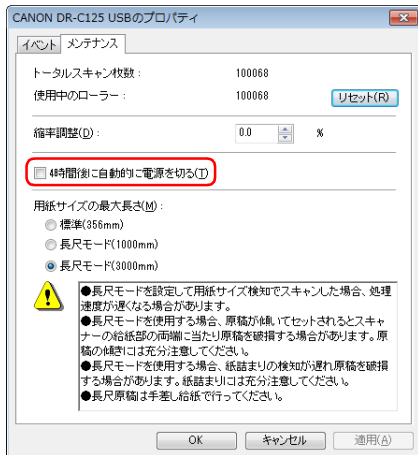 CANON DR-C125 USBのプロパティ
イベント メンテナンス
トータルスキャン枚数： 100068
使用中のローラー： 100068 リセット(R)
縮率調整(D)： 0.0 %
4時間後に自動的に電源を切る(T)
用紙サイズの最大長さ(M)：
標準(356mm)
長尺モード(1000mm)
長尺モード(3000mm)
●長尺モードを設定して用紙サイズ検知でスキャンした場合、処理
速度が遅くなる場合があります。
●長尺モードを使用する場合、原稿が傾いてセットされるとスキャ
ナーの給紙部の両端に当たり原稿を破損する場合があります。原
稿の傾きには充分注意してください。
●長尺モードを使用する場合、紙詰まりの検知が遅れ原稿を破損
する場合があります。紙詰まりには充分注意してください。
●長尺原稿は手差し給紙で行ってください。
OK キャンセル 適用(A)